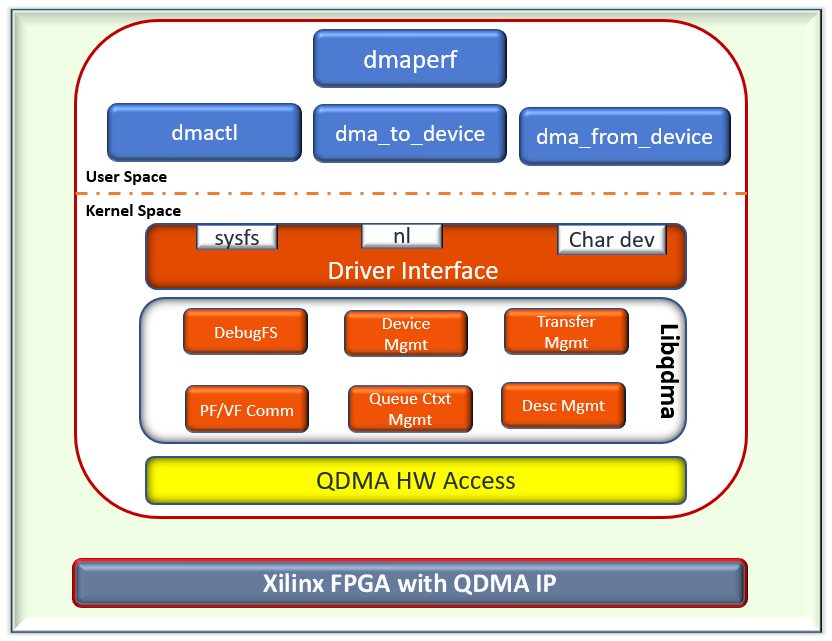 dmaperf
dmactl
dma_to_device
dma_from_device
User Space
Kernel Space
sysfs
nl
Char dev
Driver Interface
DebugFS
Device
Mgmt
Transfer
Mgmt
Libqdma
PF/VF Comm
Queue Ctxt
Mgmt
Desc Mgmt
QDMA HW Access
Xilinx FPGA with QDMA IP